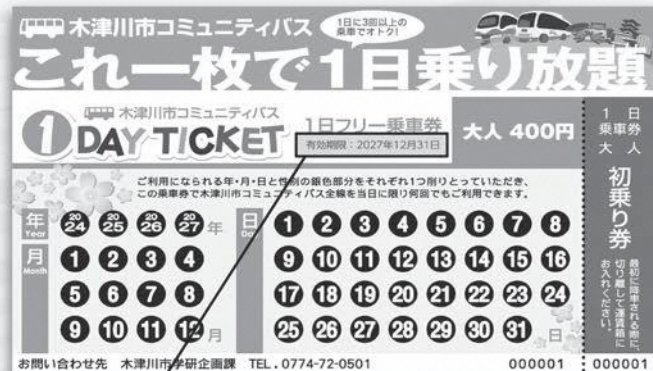 木津川市コミュニティバス
1日に3回以上の
乗車でオトク!
これ一枚で1日乗り放題
木津川市コミュニティバス
1 DAY TICKET
1日フリー乗車券
有効期限:2027年12月31日
大人 400円
ご利用になられる年・月・日と性別の銀色部分をそれぞれ1つ削りとっていただき、
この乗車券で木津川市コミュニティバス全線を当日に限り何回でもご利用できます。
年 Year 2024 2025 2026 2027 年
月 Month 1 2 3 4
5 6 7 8
9 10 11 12 月
日 Day 1 2 3 4 5 6 7 8
9 10 11 12 13 14 15 16
17 18 19 20 21 22 23 24
25 26 27 28 29 30 31 日
お問い合わせ先 木津川市学研企画課 TEL.0774-72-0501
000001
1日
乗車券
大人
初乗り券
最初に降車される際に、
切り離して運賃箱に
お入れください。
000001